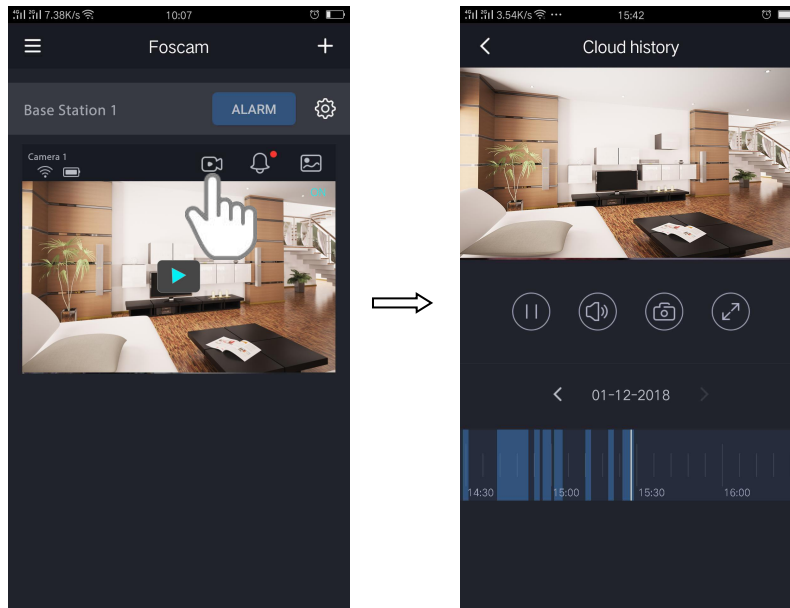 7.38K/s 10:07
Foscam
Base Station 1 ALARM
Camera 1
3.54K/s ... 15:42
Cloud history
01-12-2018
14:30 15:00 15:30 16:00